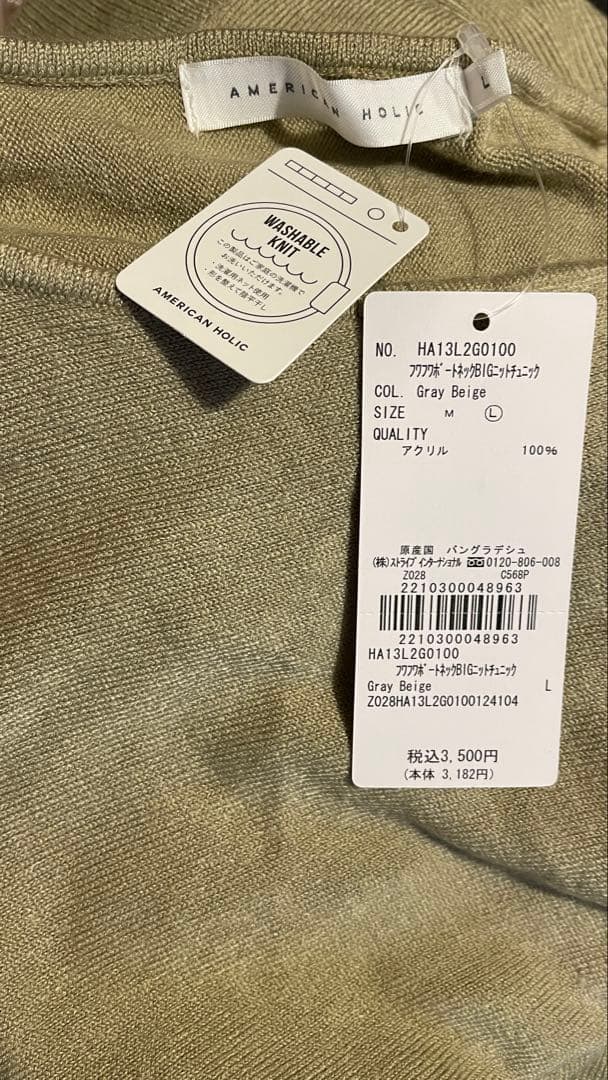 AMERICAN HOLIC
L
WASHABLE
KNIT
この製品はご家庭の洗濯機で
お洗いいただけます。
・洗濯用ネット使用
・形を整えて陰平干し
AMERICAN HOLIC
NO. HA13L2G0100
フワフワボートネックBIGニットチュニック
COL. Gray Beige
SIZE M Ⓛ
QUALITY
アクリル 100%
原産国 バングラデシュ
(株)ストライプインターナショナル 0120-806-008
Z028 C568P
2210300048963
2210300048963
HA13L2G0100
フワフワボートネックBIGニットチュニック
Gray Beige L
Z028HA13L2G0100124104
税込3,500円
(本体 3,182円)